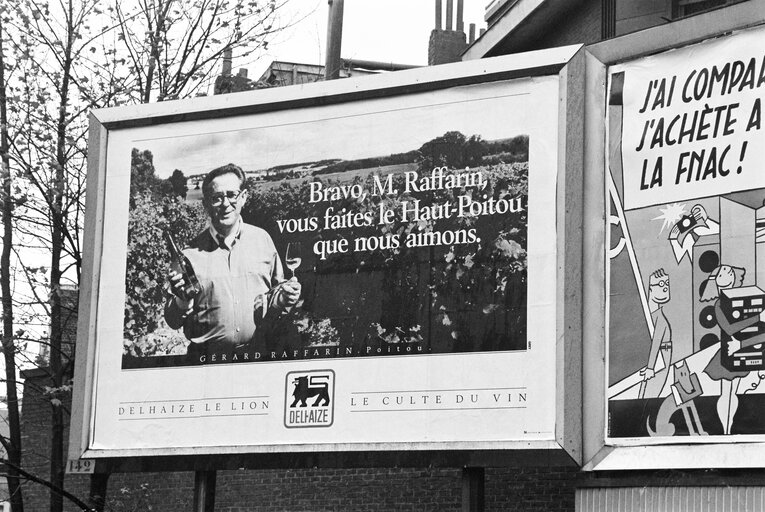 Bravo, M. Raffarin,
vous faites le Haut-Poitou
que nous aimons.
GÉRARD RAFFARIN. Poitou.
DELHAIZE LE LION
DELHAIZE
LE CULTE DU VIN
142
J'AI COMPA
J'ACHÈTE A
LA FNAC!